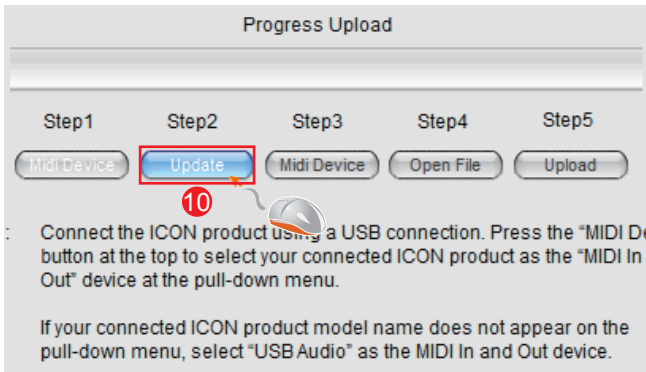 Progress Upload
Step1 Step2 Step3 Step4 Step5
Midi Device Update Midi Device Open File Upload
10
: Connect the ICON product using a USB connection. Press the “MIDI De
button at the top to select your connected ICON product as the “MIDI In
Out” device at the pull-down menu.
If your connected ICON product model name does not appear on the
pull-down menu, select “USB Audio” as the MIDI In and Out device.